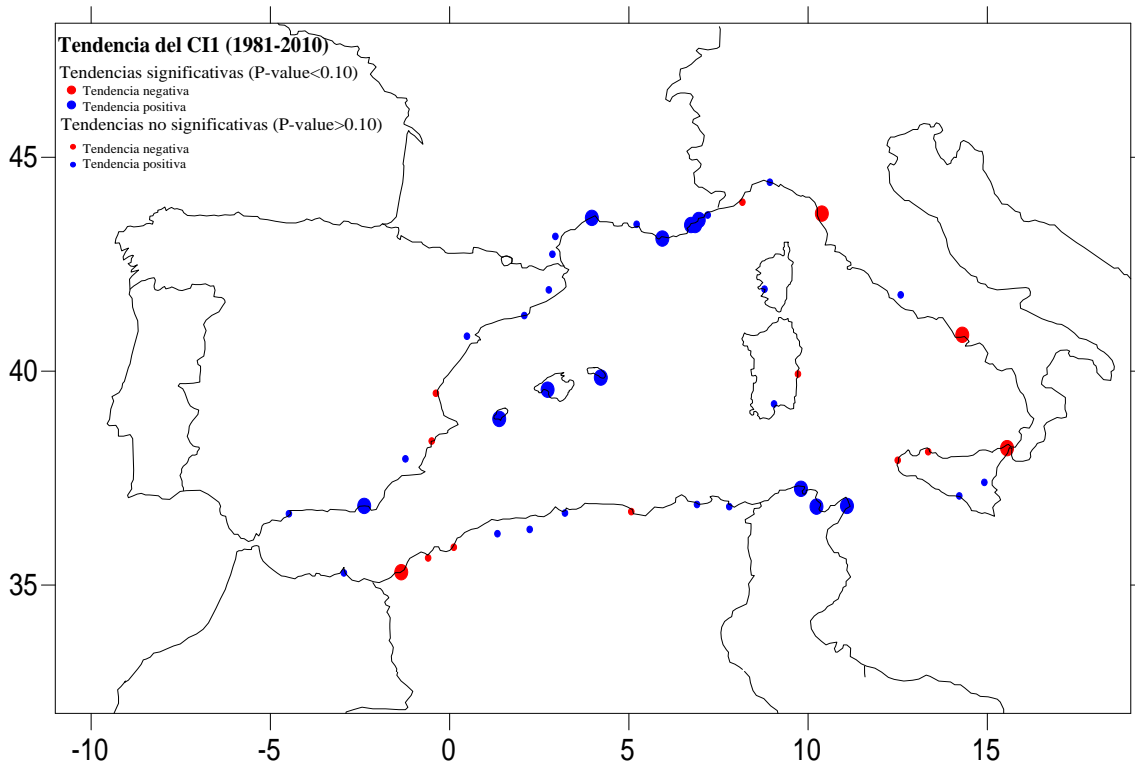 Tendencia del CI1 (1981-2010)
Tendencias significativas (P-value<0.10)
Tendencia negativa
Tendencia positiva
Tendencias no significativas (P-value>0.10)
Tendencia negativa
Tendencia positiva
45
40
35
-10 -5 0 5 10 15